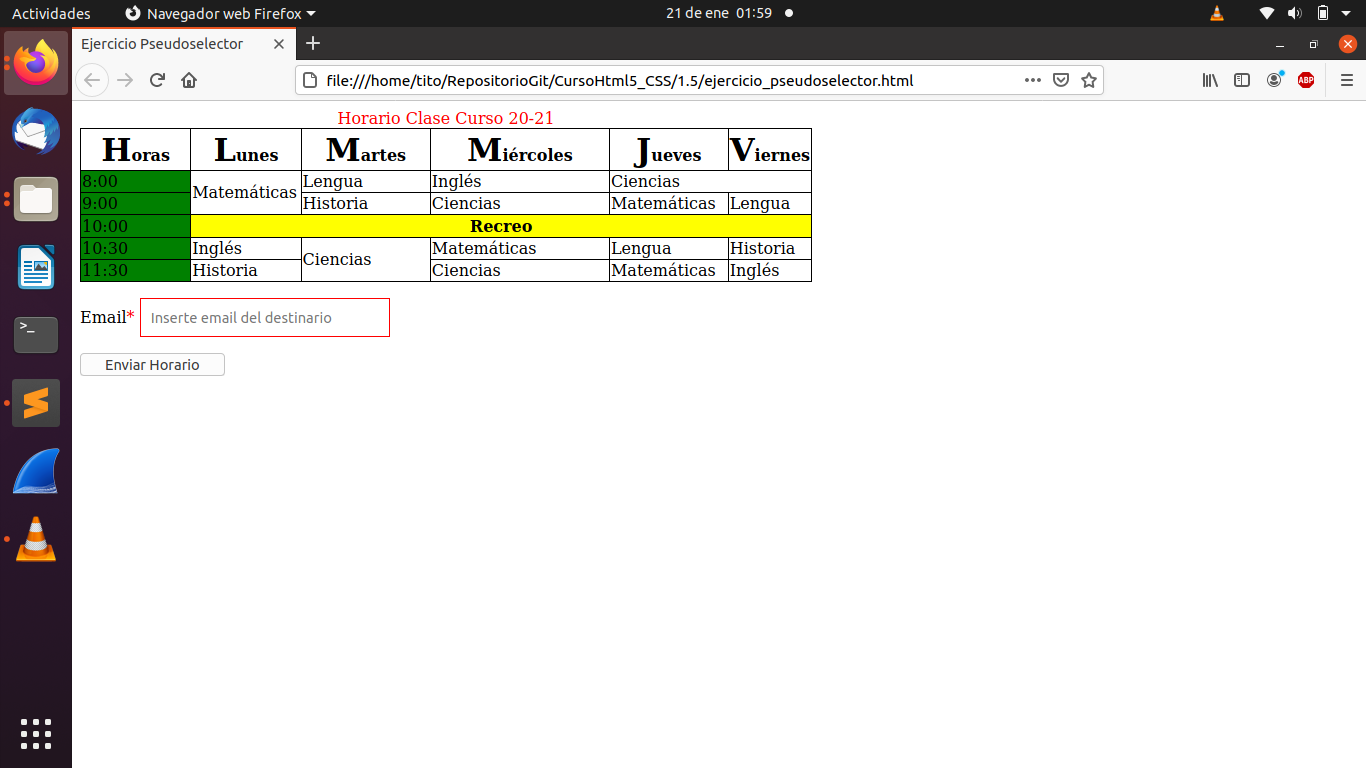 Actividades Navegador web Firefox 21 de ene 01:59
Ejercicio Pseudoselector
file:///home/tito/RepositorioGit/CursoHtml5_CSS/1.5/ejercicio_pseudoselector.html ABP
Horario Clase Curso 20-21
Horas Lunes Martes Miércoles Jueves Viernes
8:00 Matemáticas Lengua Inglés Ciencias
9:00 Historia Ciencias Matemáticas Lengua
10:00 Recreo
10:30 Inglés Ciencias Matemáticas Lengua Historia
11:30 Historia Ciencias Matemáticas Inglés
Email* Inserte email del destinario
Enviar Horario
>_